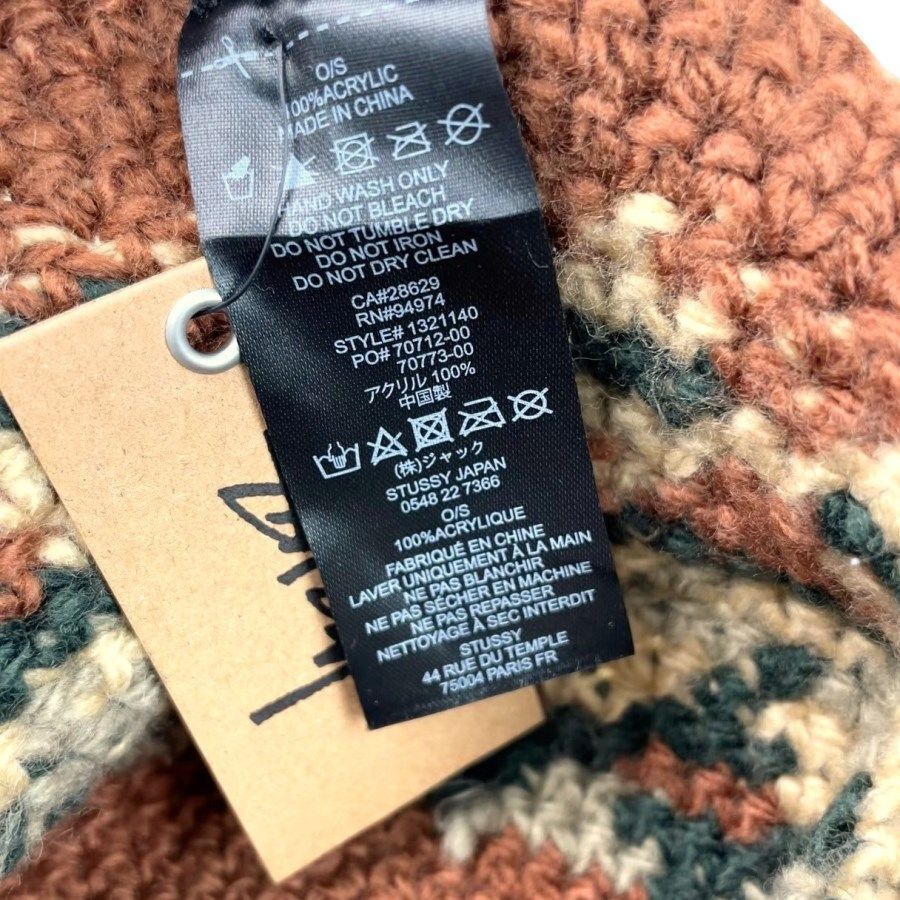 O/S
100%ACRYLIC
MADE IN CHINA
HAND WASH ONLY
DO NOT BLEACH
DO NOT TUMBLE DRY
DO NOT IRON
DO NOT DRY CLEAN
CA#28629
RN#94974
STYLE# 1321140
PO# 70712-00
70773-00
アクリル 100%
中国製
(株)ジャック
STUSSY JAPAN
0548 22 7366
O/S
100%ACRYLIQUE
FABRIQUÉ EN CHINE
LAVER UNIQUEMENT À LA MAIN
NE PAS BLANCHIR
NE PAS SÉCHER EN MACHINE
NE PAS REPASSER
NETTOYAGE À SEC INTERDIT
STUSSY
44 RUE DU TEMPLE
75004 PARIS FR